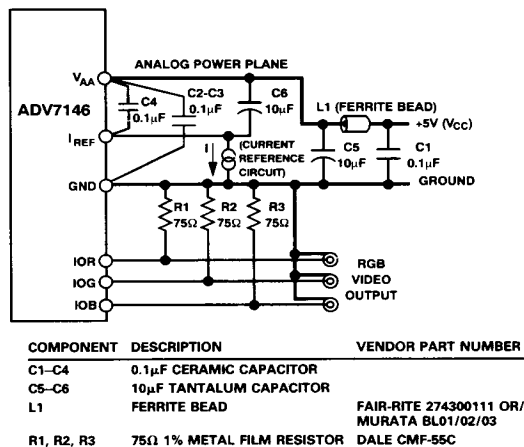 ANALOG POWER PLANE
VAA
ADV7146
C4
0.1µF
C2-C3
0.1µF
C6
10µF
L1 (FERRITE BEAD)
+5V (VCC)
IREF
I
(CURRENT
REFERENCE
CIRCUIT)
C5
10µF
C1
0.1µF
GND
GROUND
R1
75Ω
R2
75Ω
R3
75Ω
IOR
IOG
IOB
RGB
VIDEO
OUTPUT
COMPONENT DESCRIPTION VENDOR PART NUMBER
C1–C4 0.1µF CERAMIC CAPACITOR
C5–C6 10µF TANTALUM CAPACITOR
L1 FERRITE BEAD FAIR-RITE 274300111 OR/
MURATA BL01/02/03
R1, R2, R3 75Ω 1% METAL FILM RESISTOR DALE CMF-55C